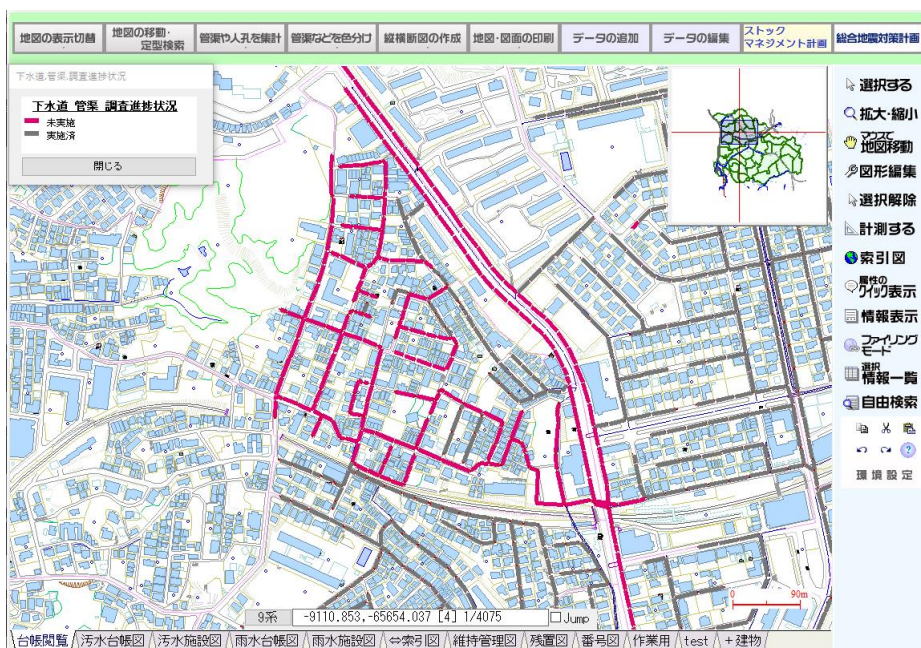 地図の表示切替
地図の移動・
定型検索
管渠や人孔を集計
管渠などを色分け
縦横断図の作成
地図・図面の印刷
データの追加
データの編集
ストック
マネジメント計画
総合地震対策計画
下水道.管渠.調査進捗状況
下水道 管渠 調査進捗状況
未実施
実施済
閉じる
選択する
拡大・縮小
マウスで
地図移動
図形編集
選択解除
計測する
索引図
属性の
クイック表示
情報表示
ファイリング
モード
選択
情報一覧
自由検索
環境設定
0 90m
9系 -9110.853,-65654.037 [4] 1/4075 Jump
台帳閲覧 汚水台帳図 汚水施設図 雨水台帳図 雨水施設図 ⇔索引図 維持管理図 残置図 番号図 作業用 test +建物